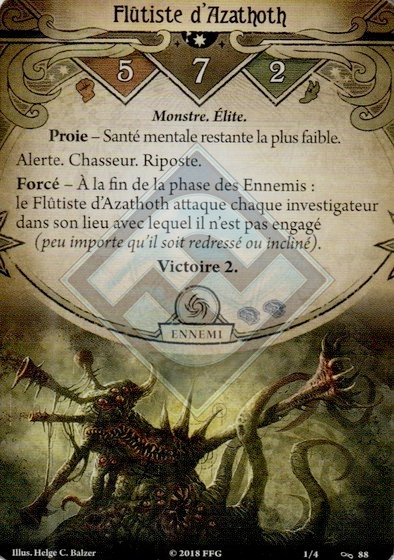 Flûtiste d'Azathoth
5 7 2
Monstre. Élite.
Proie – Santé mentale restante la plus faible.
Alerte. Chasseur. Riposte.
Forcé – À la fin de la phase des Ennemis :
le Flûtiste d'Azathoth attaque chaque investigateur
dans son lieu avec lequel il n'est pas engagé
(peu importe qu'il soit redressé ou incliné).
Victoire 2.
ENNEMI
Illus. Helge C. Balzer © 2018 FFG 1/4 88